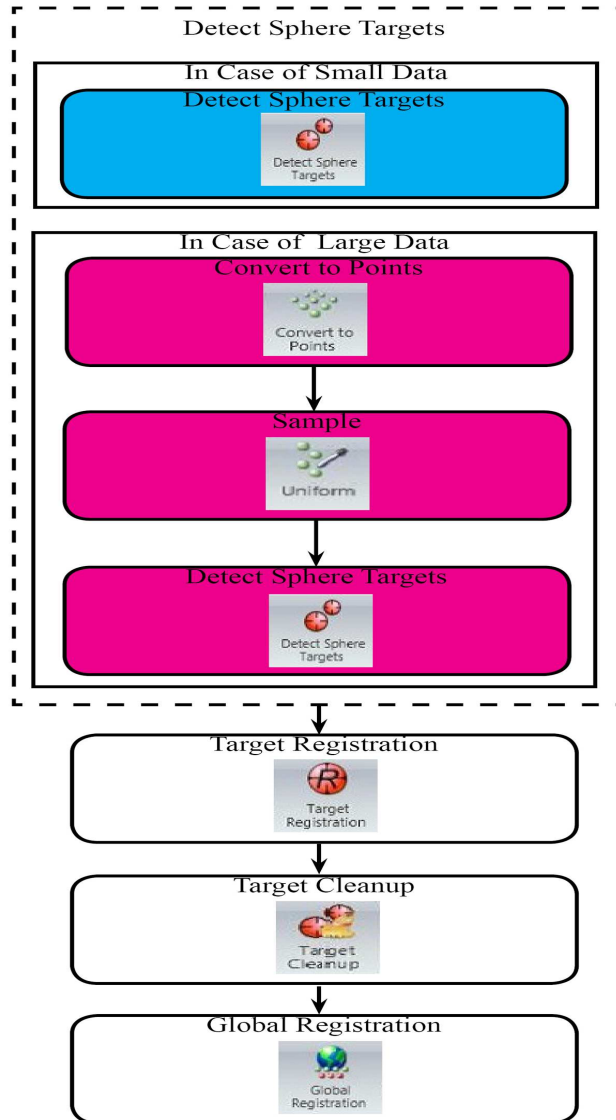 Detect Sphere Targets
In Case of Small Data
Detect Sphere Targets
Detect Sphere
Targets
In Case of Large Data
Convert to Points
Convert to
Points
Sample
Uniform
Detect Sphere Targets
Detect Sphere
Targets
Target Registration
R
Target
Registration
Target Cleanup
Target
Cleanup
Global Registration
Global
Registration